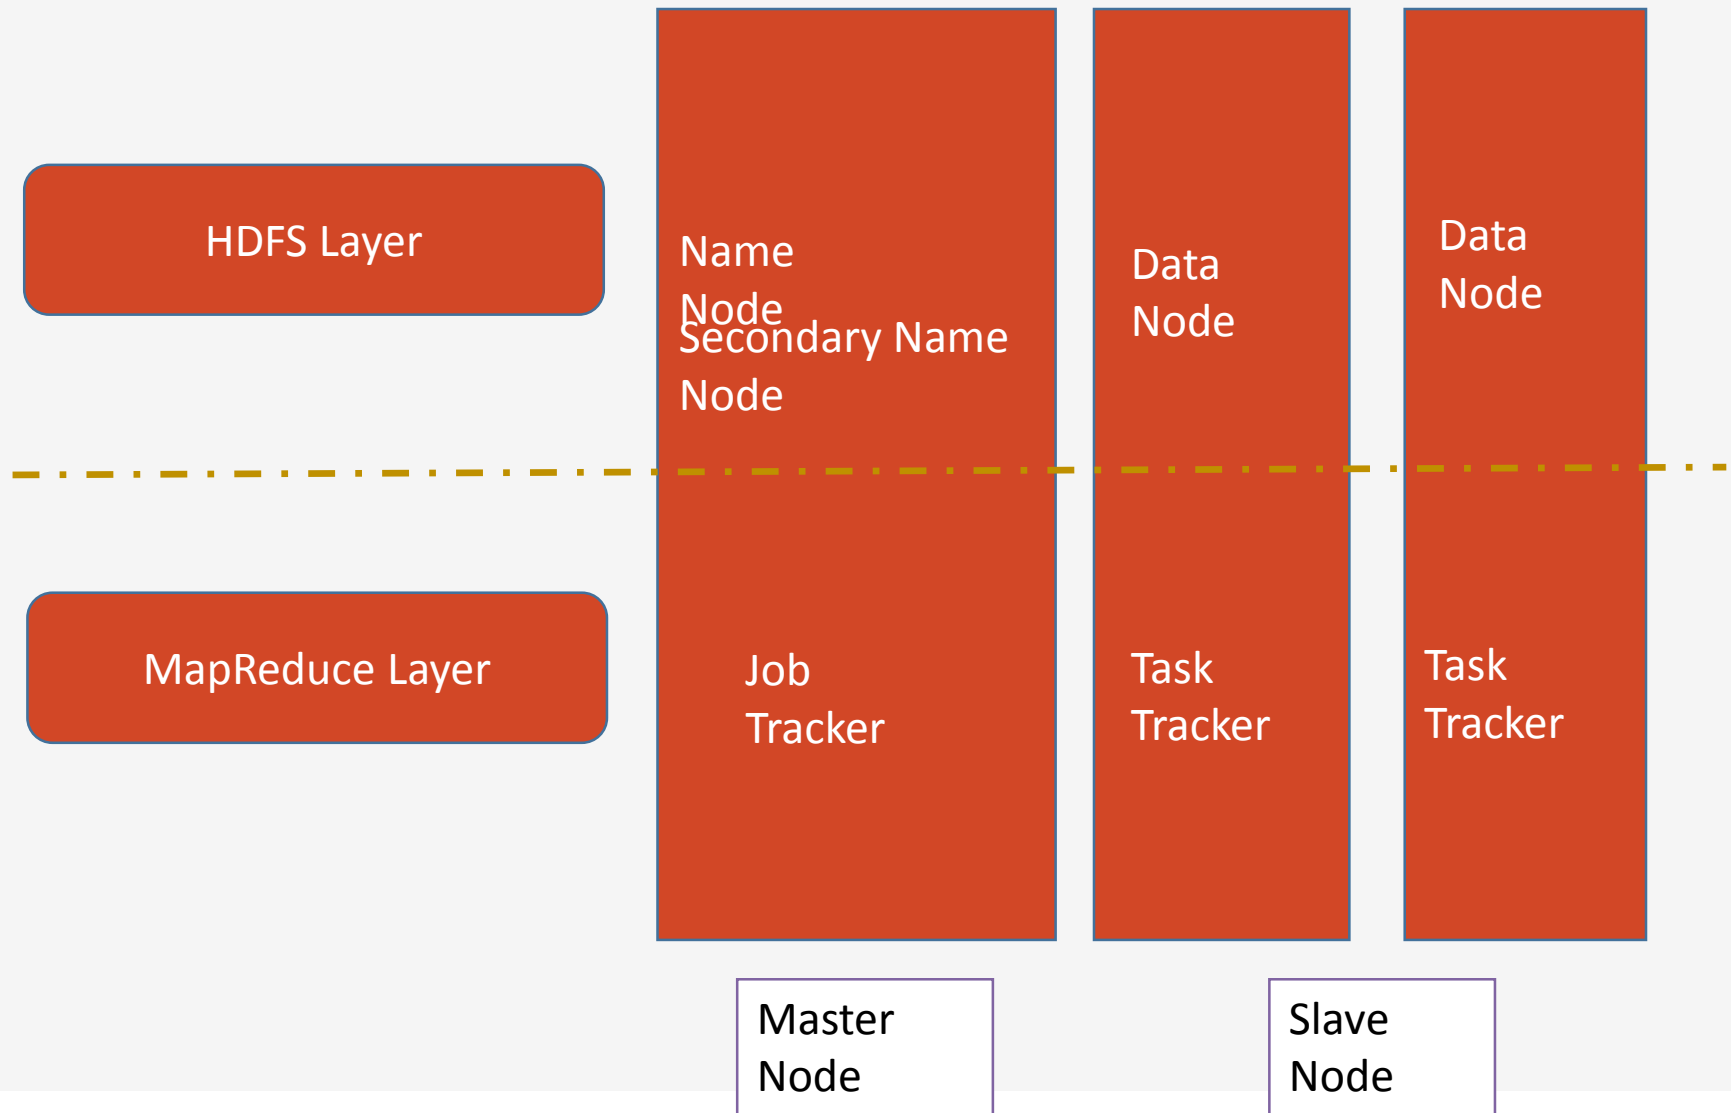 HDFS Layer
Name
Node
Secondary Name
Node
Data
Node
Data
Node
MapReduce Layer
Job
Tracker
Task
Tracker
Task
Tracker
Master
Node
Slave
Node